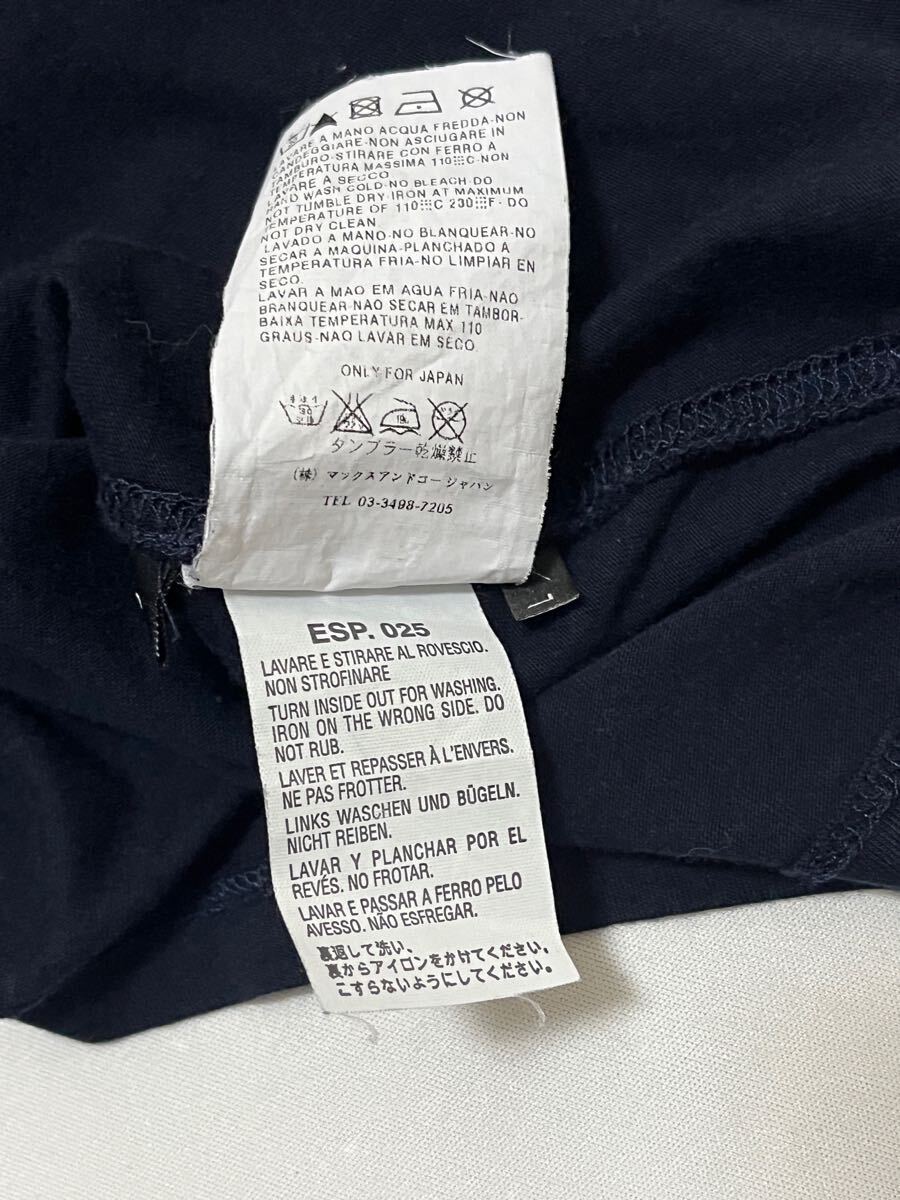 LAVARE A MANO ACQUA FREDDA-NON
CANDEGGIARE-NON ASCIUGARE IN
TAMBURO-STIRARE CON FERRO A
TEMPERATURA MASSIMA 110 C-NON
LAVARE A SECCO
HAND WASH COLD-NO BLEACH-DO
NOT TUMBLE DRY-IRON AT MAXIMUM
TEMPERATURE OF 110 C 230 F - DO
NOT DRY CLEAN
LAVADO A MANO-NO BLANQUEAR-NO
SECAR A MAQUINA-PLANCHADO A
TEMPERATURA FRIA-NO LIMPIAR EN
SECO.
LAVAR A MAO EM AGUA FRIA-NAO
BRANQUEAR-NAO SECAR EM TAMBOR-
BAIXA TEMPERATURA MAX 110
GRAUS-NAO LAVAR EM SECO.
ONLY FOR JAPAN
タンブラー乾燥禁止
(株) マックスアンドコー ジャパン
TEL 03-3498-7205
L
ESP. 025
LAVARE E STIRARE AL ROVESCIO.
NON STROFINARE
TURN INSIDE OUT FOR WASHING.
IRON ON THE WRONG SIDE. DO
NOT RUB.
LAVER ET REPASSER À L'ENVERS.
NE PAS FROTTER.
LINKS WASCHEN UND BÜGELN.
NICHT REIBEN.
LAVAR Y PLANCHAR POR EL
REVÉS. NO FROTAR.
LAVAR E PASSAR A FERRO PELO
AVESSO. NÃO ESFREGAR.
裏返して洗い、
裏からアイロンをかけてください。
こすらないようにしてください。